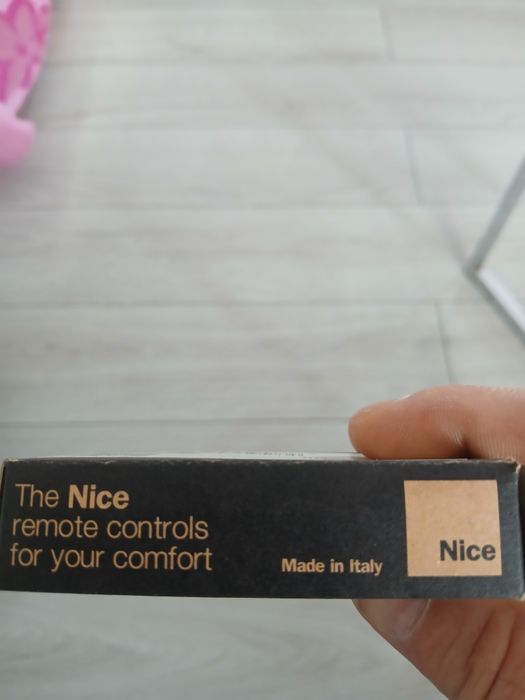 The Nice
remote controls
for your comfort
Made in Italy
Nice